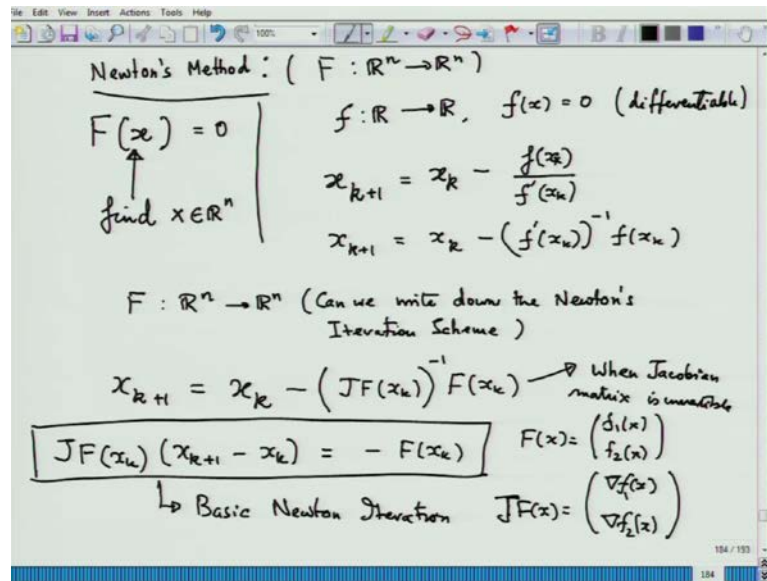 File Edit View Insert Actions Tools Help
100%
B I
Newton's Method : ( F : ℝⁿ → ℝⁿ )
F(x) = 0
find x ∈ ℝⁿ
f : ℝ → ℝ, f(x) = 0 (differentiable)
x_{k+1} = x_k - f(x_k) / f'(x_k)
x_{k+1} = x_k - (f'(x_k))⁻¹ f(x_k)
F : ℝⁿ → ℝⁿ (Can we write down the Newton's
Iteration Scheme )
x_{k+1} = x_k - (JF(x_k))⁻¹ F(x_k) → When Jacobian
matrix is invertible
JF(x_k) (x_{k+1} - x_k) = - F(x_k)
F(x) = ( f₁(x)
f₂(x) )
↳ Basic Newton Iteration
JF(x) = ( ∇f₁(x)
∇f₂(x) )
184 / 193
184